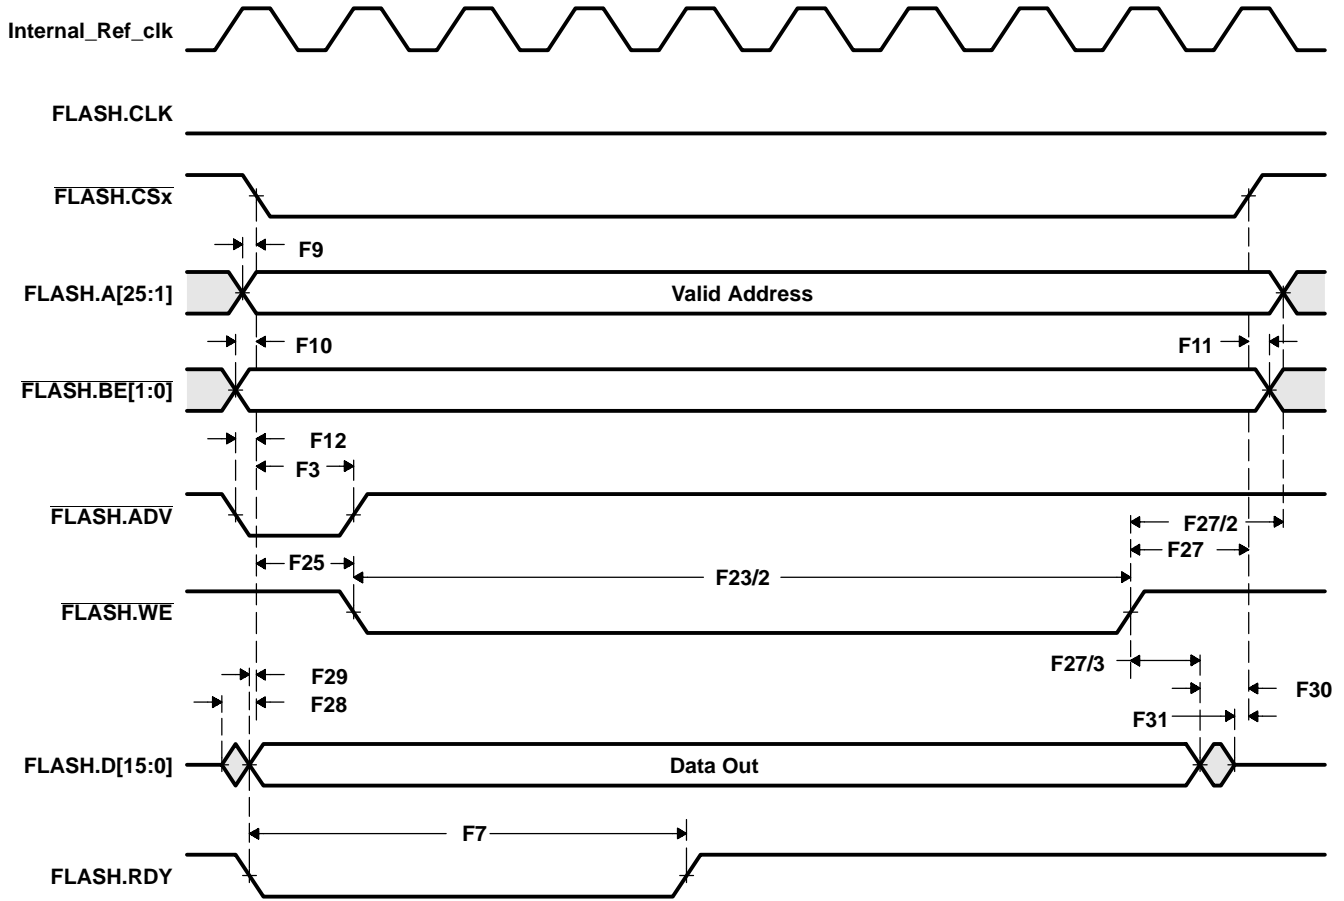 Internal_Ref_clk
FLASH.CLK
FLASH.CSx
F9
FLASH.A[25:1]
Valid Address
F10
F11
FLASH.BE[1:0]
F12
F3
FLASH.ADV
F27/2
F25
F27
F23/2
FLASH.WE
F27/3
F29
F30
F28
F31
FLASH.D[15:0]
Data Out
F7
FLASH.RDY